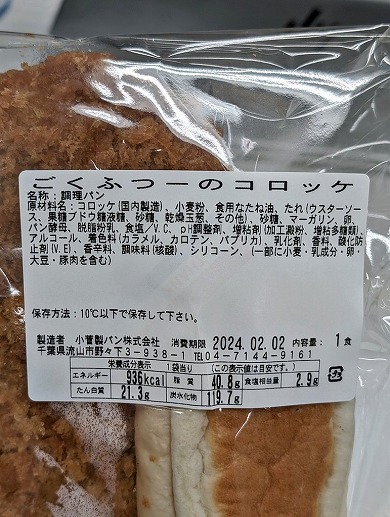 ごくふつーのコロッケ
名称：調理パン
原材料名：コロッケ（国内製造）、小麦粉、食用なたね油、たれ（ウスターソー
ス、果糖ブドウ糖液糖、砂糖、乾燥玉葱、その他）、砂糖、マーガリン、卵、
パン酵母、脱脂粉乳、食塩／V.C、pH調整剤、増粘剤（加工澱粉、増粘多糖類）、
アルコール、着色料（カラメル、カロテン、パプリカ）、乳化剤、香料、酸化防
止剤(V.E)、香辛料、調味料（核酸）、シリコーン、（一部に小麦・乳成分・卵・
大豆・豚肉を含む）
保存方法：10℃以下で保存して下さい。
製造者 小菅製パン株式会社 消費期限 2024.02.02 内容量：1食
千葉県流山市野々下3－938－1 TEL04－7144－9161
栄養成分表示 1袋当り （この表示値は目安です。）
エネルギー 936kcal 脂質 40.8g 食塩相当量 2.9g
たん白質 21.3g 炭水化物 119.7g